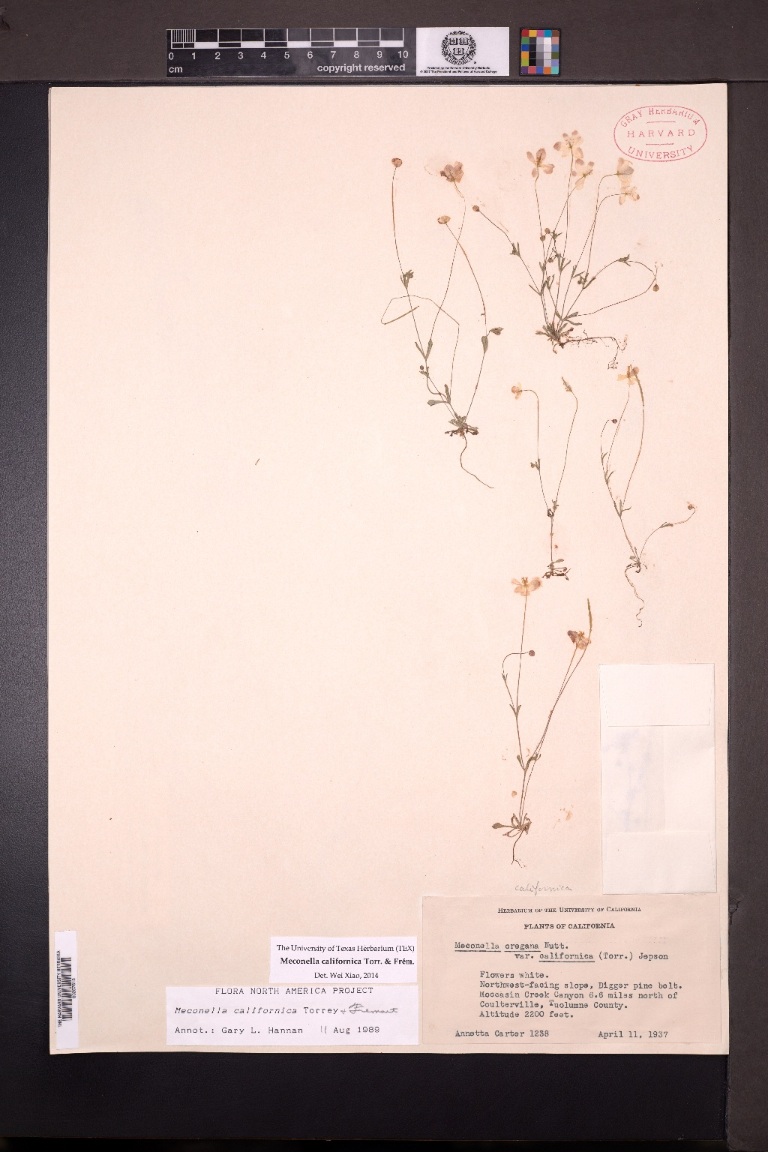 0 1 2 3 4 5 6 7 8 9 10
cm
copyright reserved
GRAY HERBARIUM
HARVARD
UNIVERSITY
californica
HERBARIUM OF THE UNIVERSITY OF CALIFORNIA
PLANTS OF CALIFORNIA
Meconella oregana Nutt.
var. californica (Torr.) Jepson
Flowers white.
Northwest-facing slope, Digger pine belt.
Moccasin Creek Canyon 6.6 miles north of
Coulterville, Tuolumne County.
Altitude 2200 feet.
Annetta Carter 1238 April 11, 1937
The University of Texas Herbarium (TEX)
Meconella californica Torr. & Frém.
Det. Wei Xiao, 2014
FLORA NORTH AMERICA PROJECT
Meconella californica Torrey & Fremont
Annot.: Gary L. Hannan 11 Aug 1989